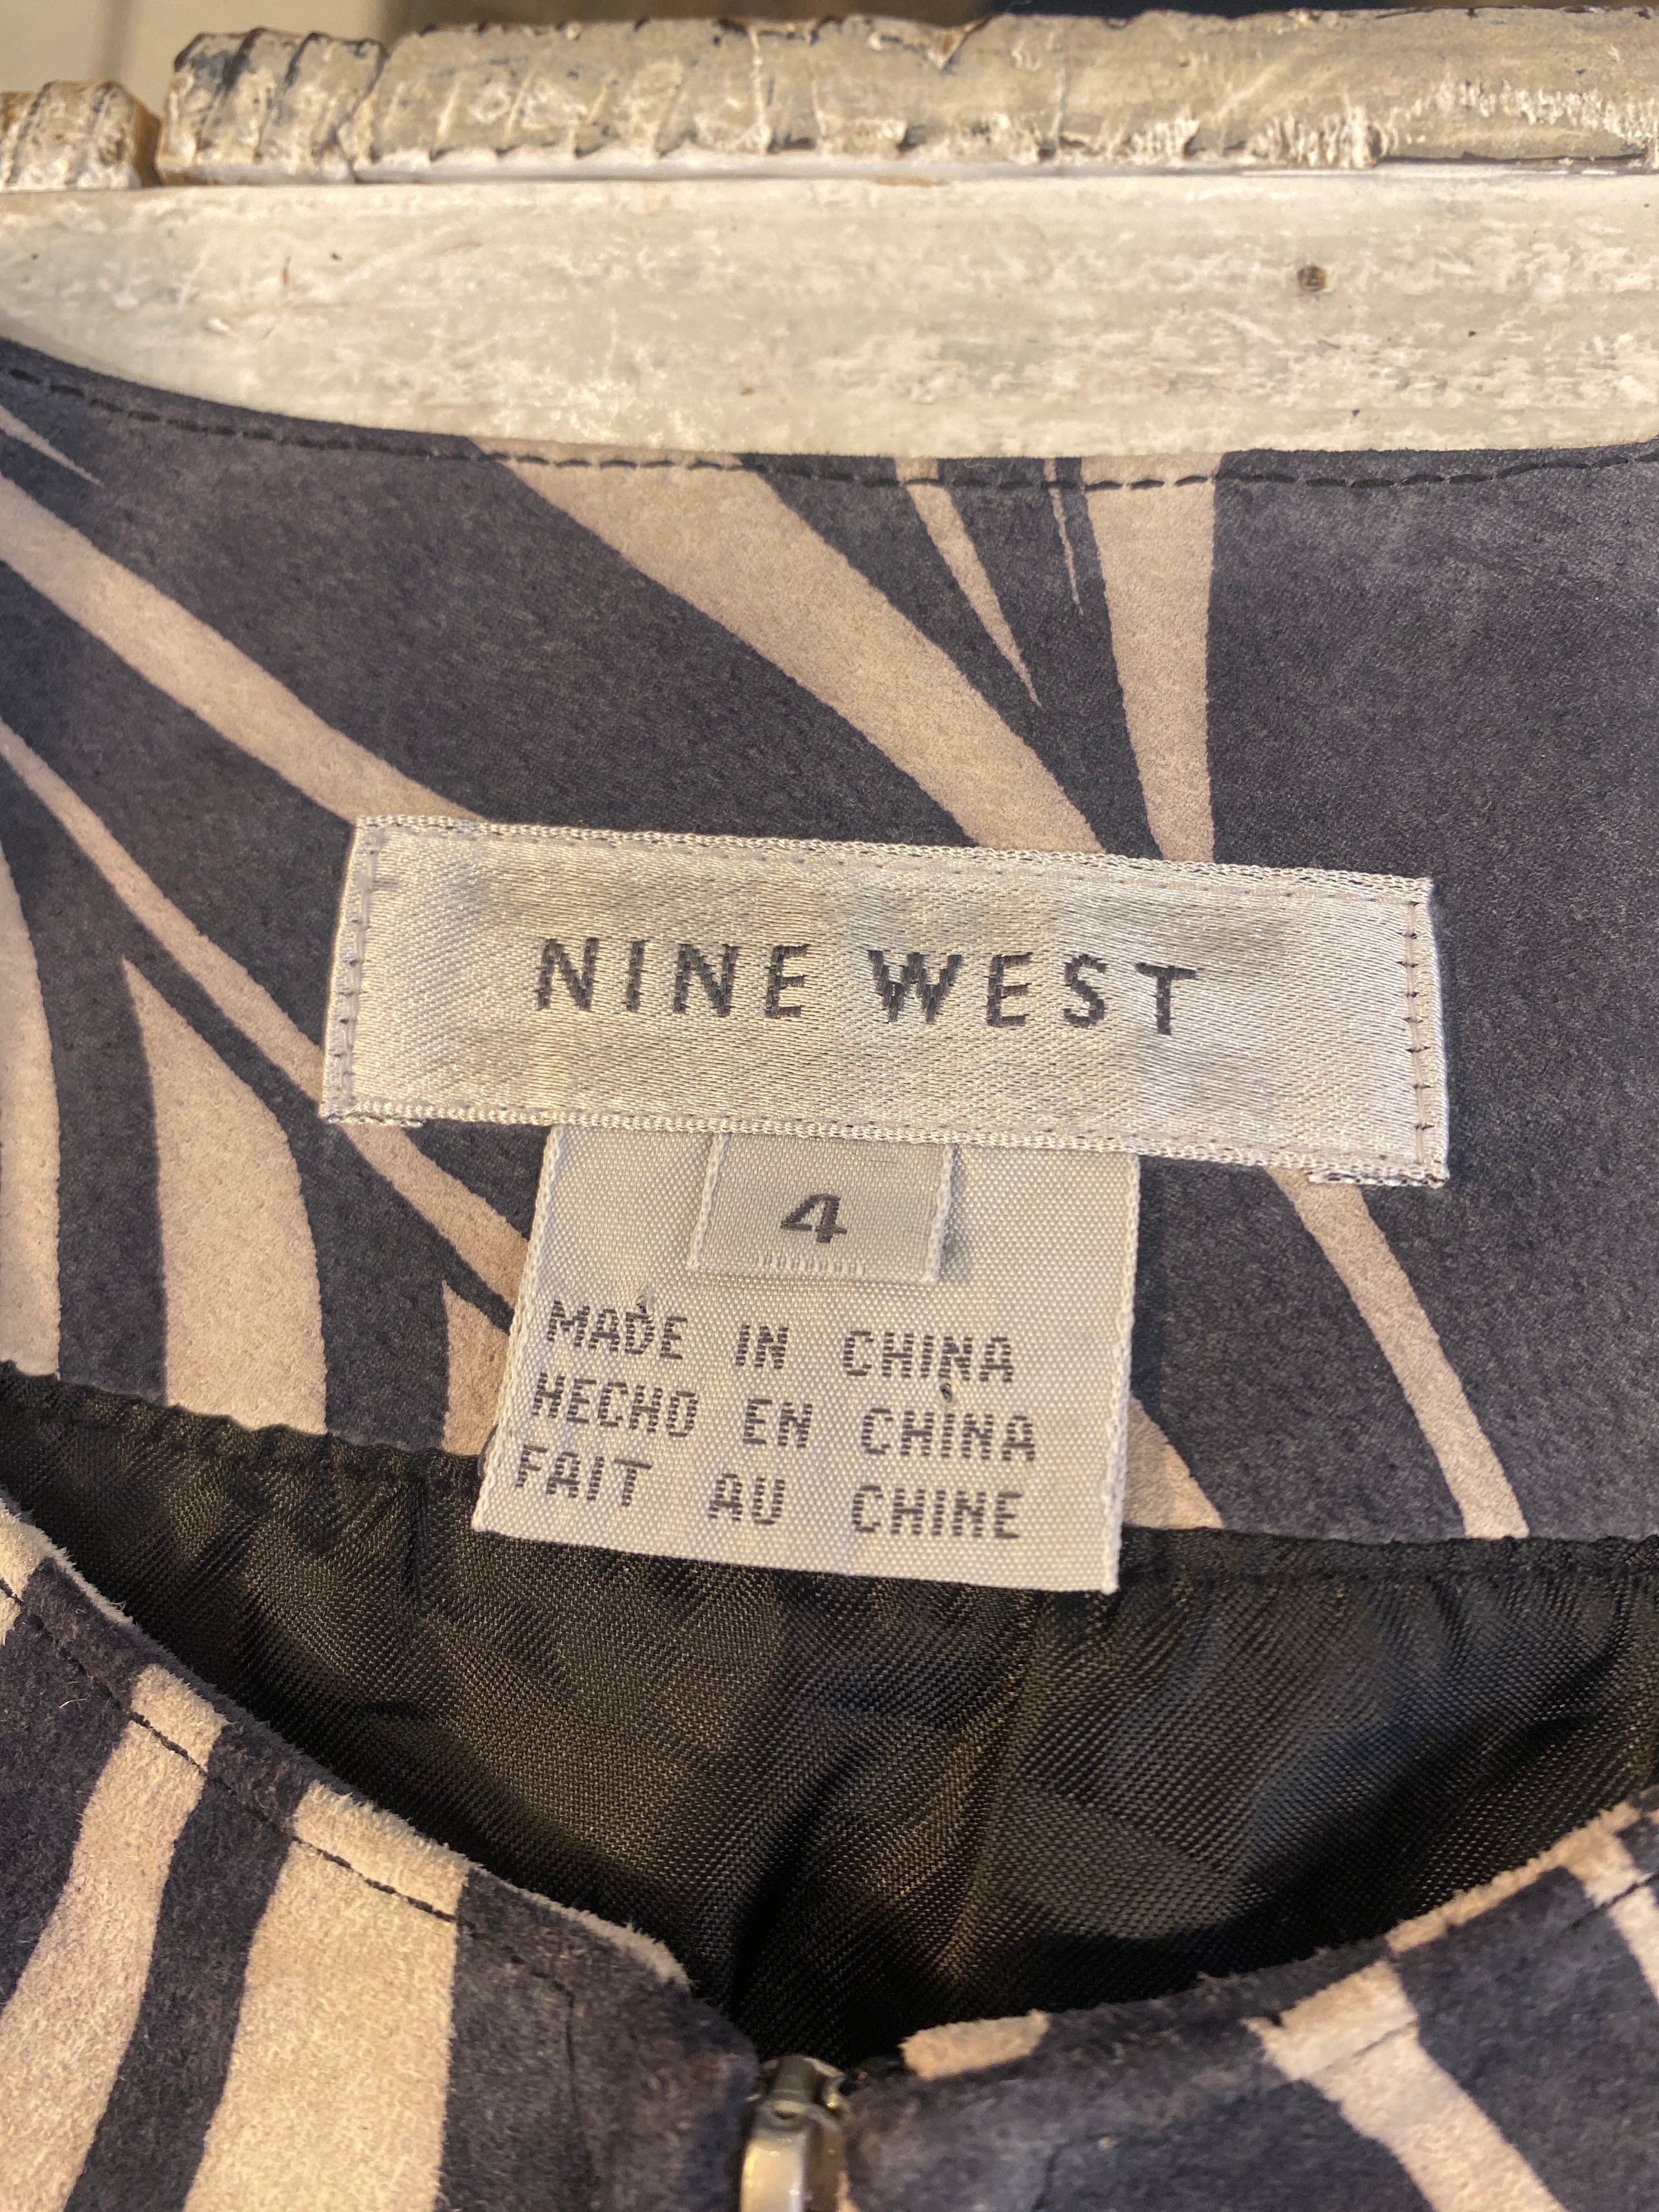 NINE WEST
4
MADE IN CHINA
HECHO EN CHINA
FAIT AU CHINE